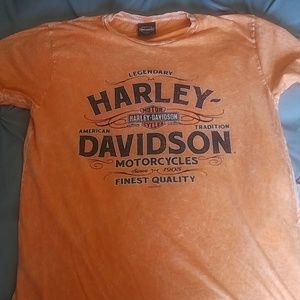 LEGENDARY
HARLEY-
MOTOR
HARLEY-DAVIDSON
CYCLES
AMERICAN TRADITION
DAVIDSON
MOTORCYCLES
Since 1903
FINEST QUALITY